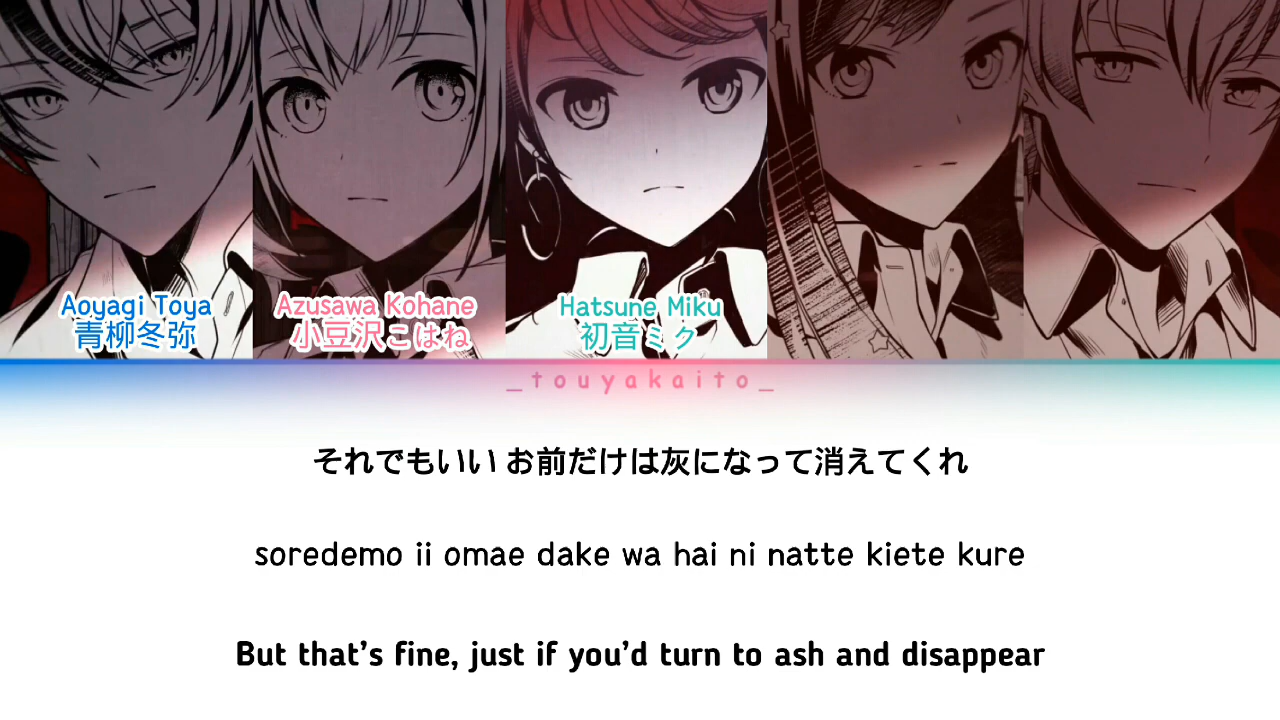 Aoyagi Toya
青柳冬弥
Azusawa Kohane
小豆沢こはね
Hatsune Miku
初音ミク
_touyakaito_
それでもいい お前だけは灰になって消えてくれ
soredemo ii omae dake wa hai ni natte kiete kure
But that's fine, just if you'd turn to ash and disappear